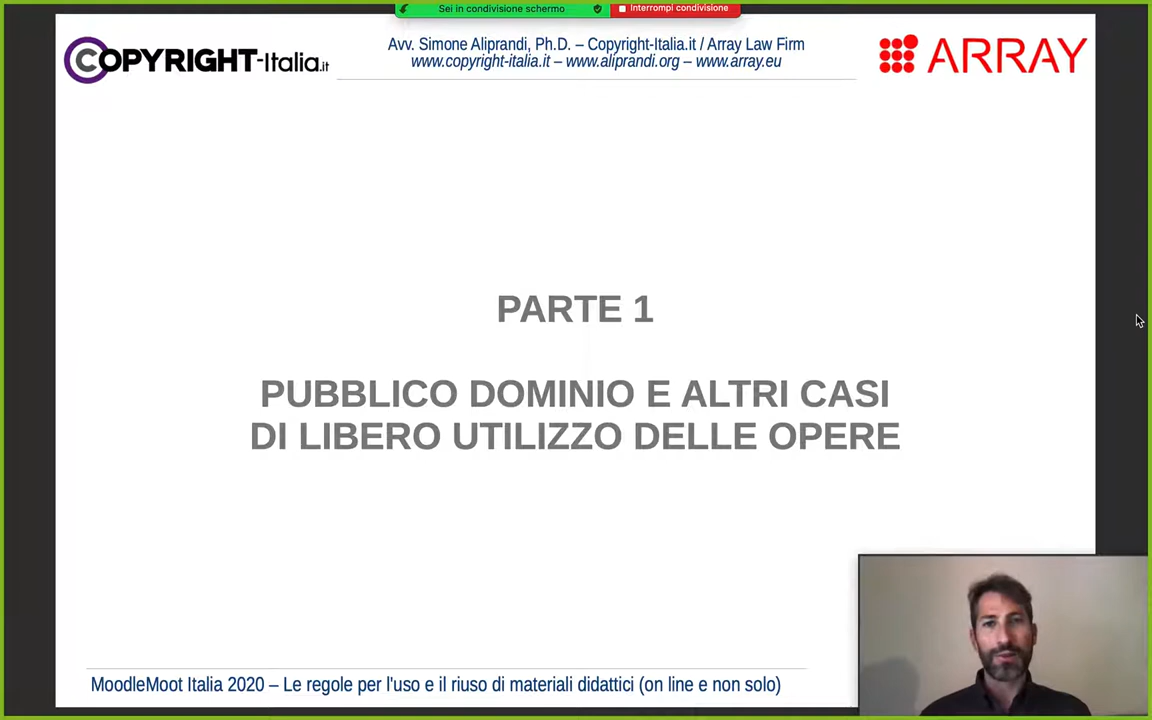 Sei in condivisione schermo
Interrompi condivisione
COPYRIGHT-Italia.it
Avv. Simone Aliprandi, Ph.D. – Copyright-Italia.it / Array Law Firm
www.copyright-italia.it – www.aliprandi.org – www.array.eu
ARRAY
PARTE 1
PUBBLICO DOMINIO E ALTRI CASI
DI LIBERO UTILIZZO DELLE OPERE
MoodleMoot Italia 2020 – Le regole per l'uso e il riuso di materiali didattici (on line e non solo)